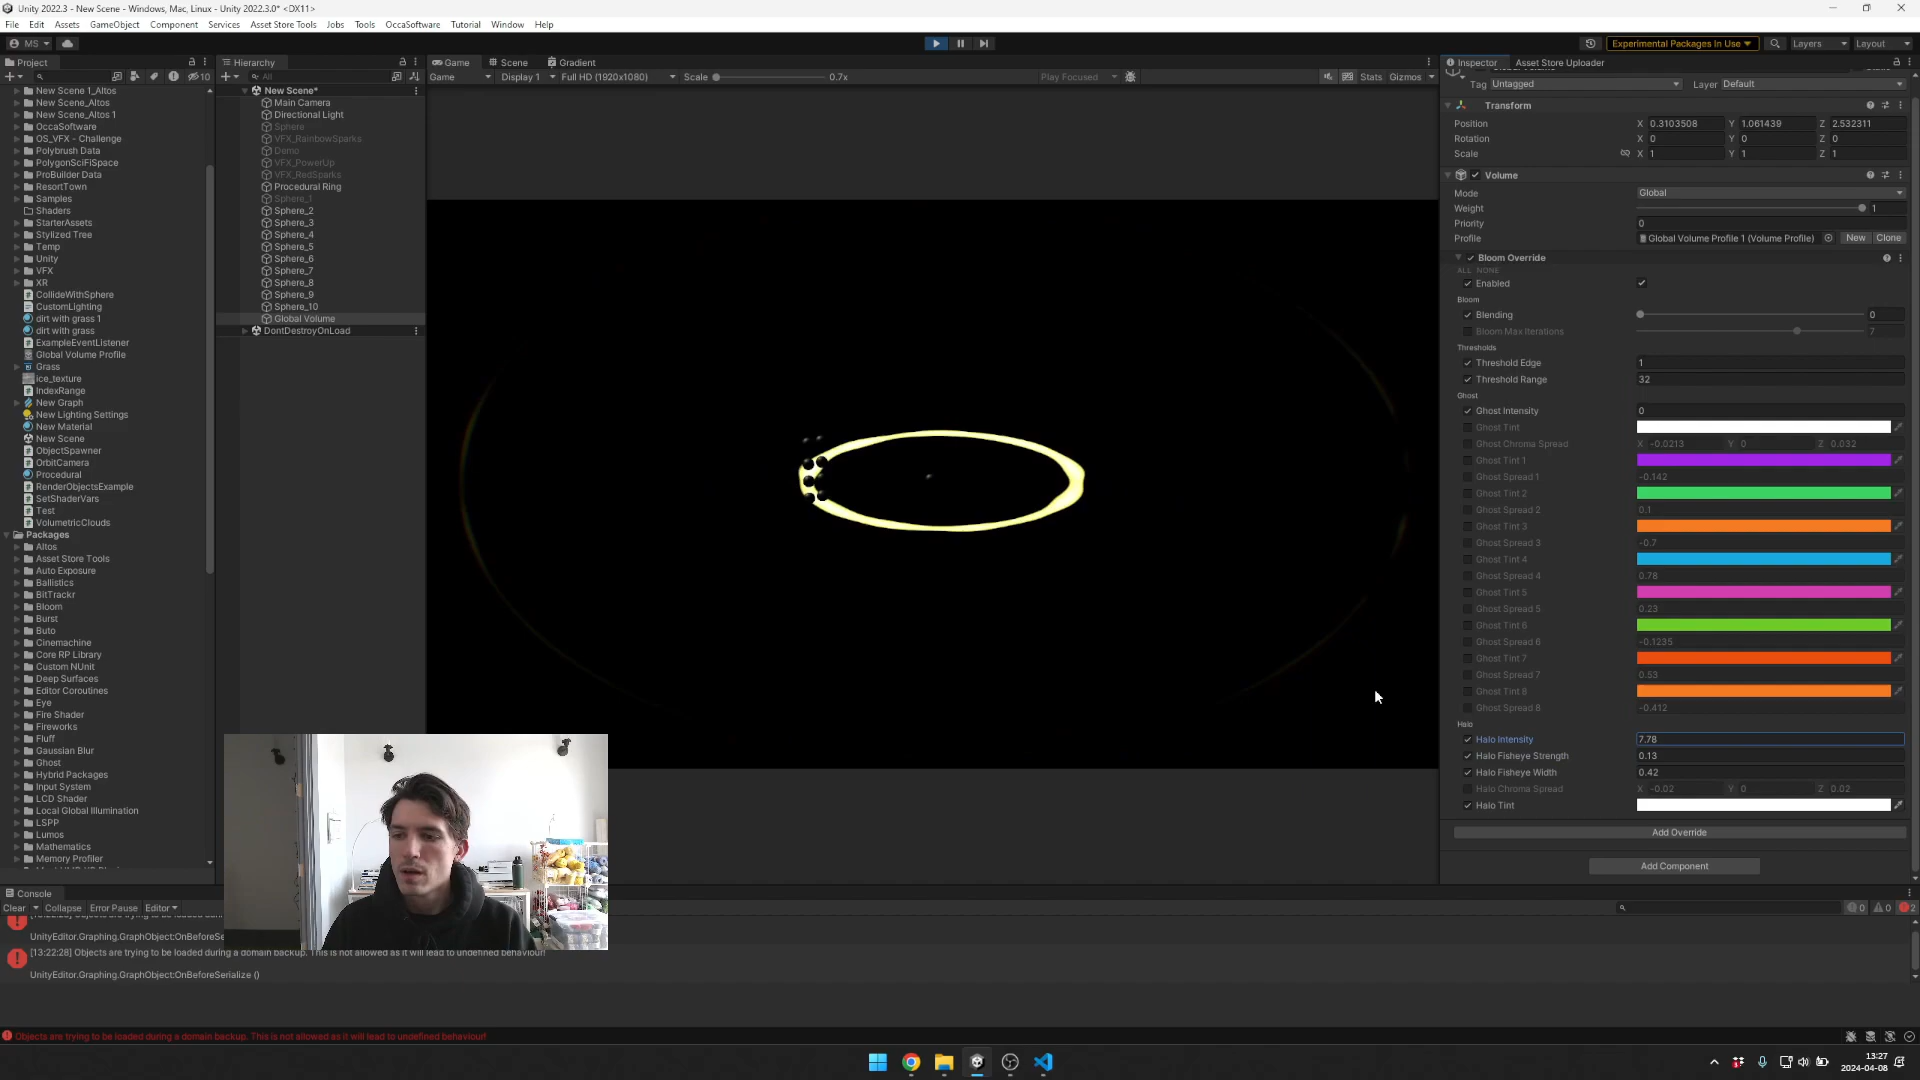 Unity 2022.3 - New Scene - Windows, Mac, Linux - Unity 2022.3.0* <DX11>
File Edit Assets GameObject Component Services Asset Store Tools Jobs Tools OccaSoftware Tutorial Window Help
MS Experimental Packages In Use Layers Layout
Project
10
New Scene 1_Altos
New Scene_Altos
New Scene_Altos 1
OccaSoftware
OS_VFX - Challenge
Polybrush Data
PolygonSciFiSpace
ProBuilder Data
ResortTown
Samples
Shaders
StarterAssets
Stylized Tree
Temp
Unity
VFX
XR
CollideWithSphere
CustomLighting
dirt with grass 1
dirt with grass
ExampleEventListener
Global Volume Profile
Grass
ice_texture
IndexRange
New Graph
New Lighting Settings
New Material
New Scene
ObjectSpawner
OrbitCamera
Procedural
RenderObjectsExample
SetShaderVars
Test
VolumetricClouds
Packages
Altos
Asset Store Tools
Auto Exposure
Ballistics
BitTrackr
Bloom
Burst
Buto
Cinemachine
Core RP Library
Custom NUnit
Deep Surfaces
Editor Coroutines
Eye
Fire Shader
Fireworks
Fluff
Gaussian Blur
Ghost
Hybrid Packages
Input System
LCD Shader
Local Global Illumination
LSPP
Lumos
Mathematics
Memory Profiler
Hierarchy
All
New Scene*
Main Camera
Directional Light
Sphere
VFX_RainbowSparks
Demo
VFX_PowerUp
VFX_RedSparks
Procedural Ring
Sphere_1
Sphere_2
Sphere_3
Sphere_4
Sphere_5
Sphere_6
Sphere_7
Sphere_8
Sphere_9
Sphere_10
Global Volume
DontDestroyOnLoad
Game Scene Gradient
Game Display 1 Full HD (1920x1080) Scale 0.7x Play Focused Stats Gizmos
Inspector Asset Store Uploader
Tag Untagged Layer Default
Transform
Position X 0.3103508 Y 1.061439 Z 2.532311
Rotation X 0 Y 0 Z 0
Scale X 1 Y 1 Z 1
Volume
Mode Global
Weight 1
Priority 0
Profile Global Volume Profile 1 (Volume Profile) New Clone
Bloom Override
ALL NONE
Enabled
Bloom
Blending 0
Bloom Max Iterations 7
Thresholds
Threshold Edge 1
Threshold Range 32
Ghost
Ghost Intensity 0
Ghost Tint
Ghost Chroma Spread X -0.0213 Y 0 Z 0.032
Ghost Tint 1
Ghost Spread 1 -0.142
Ghost Tint 2
Ghost Spread 2 0.1
Ghost Tint 3
Ghost Spread 3 -0.7
Ghost Tint 4
Ghost Spread 4 0.78
Ghost Tint 5
Ghost Spread 5 0.23
Ghost Tint 6
Ghost Spread 6 -0.1235
Ghost Tint 7
Ghost Spread 7 0.53
Ghost Tint 8
Ghost Spread 8 -0.412
Halo
Halo Intensity 7.78
Halo Fisheye Strength 0.13
Halo Fisheye Width 0.42
Halo Chroma Spread X -0.02 Y 0 Z 0.02
Halo Tint
Add Override
Add Component
Console
Clear Collapse Error Pause Editor 0 0 2
UnityEditor.Graphing.GraphObject:OnBeforeSe
[13:22:28] Objects are trying to be loaded during a domain backup. This is not allowed as it will lead to undefined behaviour!
UnityEditor.Graphing.GraphObject:OnBeforeSerialize ()
Objects are trying to be loaded during a domain backup. This is not allowed as it will lead to undefined behaviour!
13:27
2024-04-08